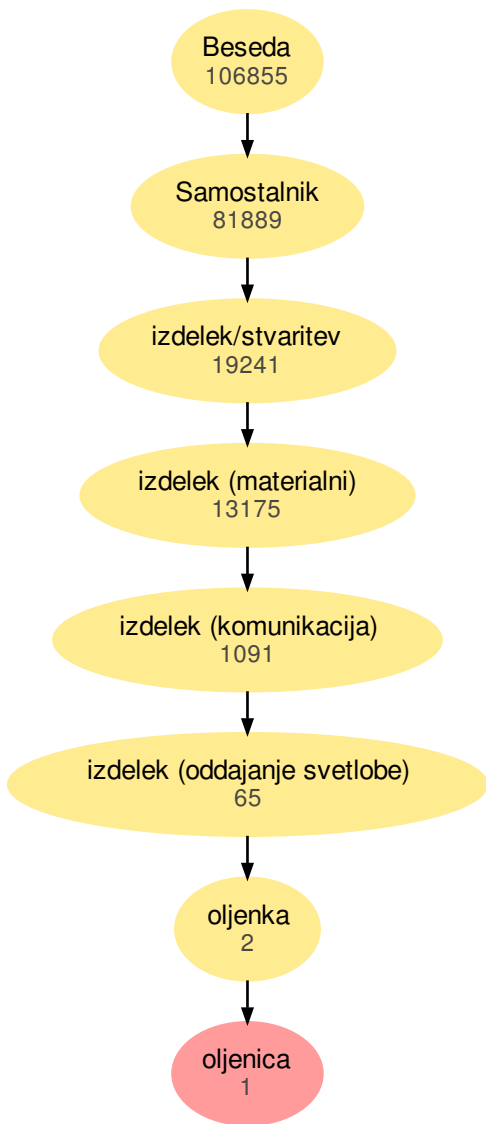 Beseda
106855
Samostalnik
81889
izdelek/stvaritev
19241
izdelek (materialni)
13175
izdelek (komunikacija)
1091
izdelek (oddajanje svetlobe)
65
oljenka
2
oljenica
1